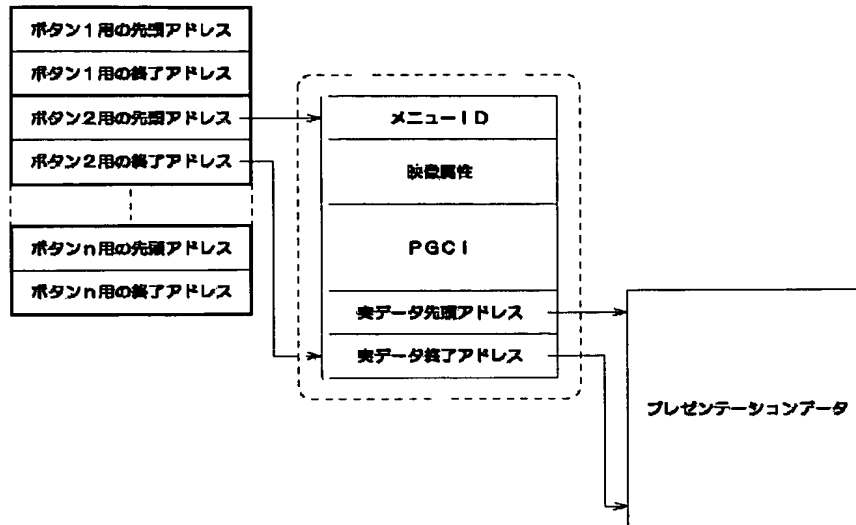 ボタン1用の先頭アドレス
ボタン1用の終了アドレス
ボタン2用の先頭アドレス
ボタン2用の終了アドレス
ボタンn用の先頭アドレス
ボタンn用の終了アドレス
メニューID
映像属性
PGCI
実データ先頭アドレス
実データ終了アドレス
プレゼンテーションデータ